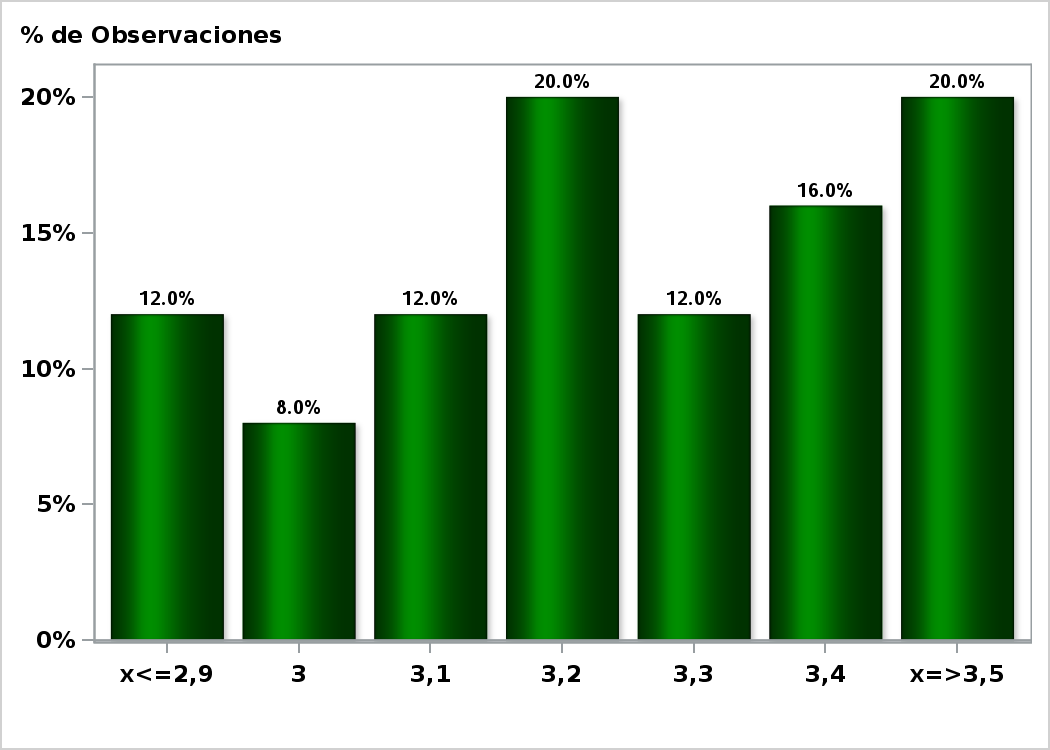 % de Observaciones
20.0% 20.0%
20%
16.0%
15%
12.0% 12.0% 12.0%
10%
8.0%
5%
0%
x<=2,9 3 3,1 3,2 3,3 3,4 x=>3,5